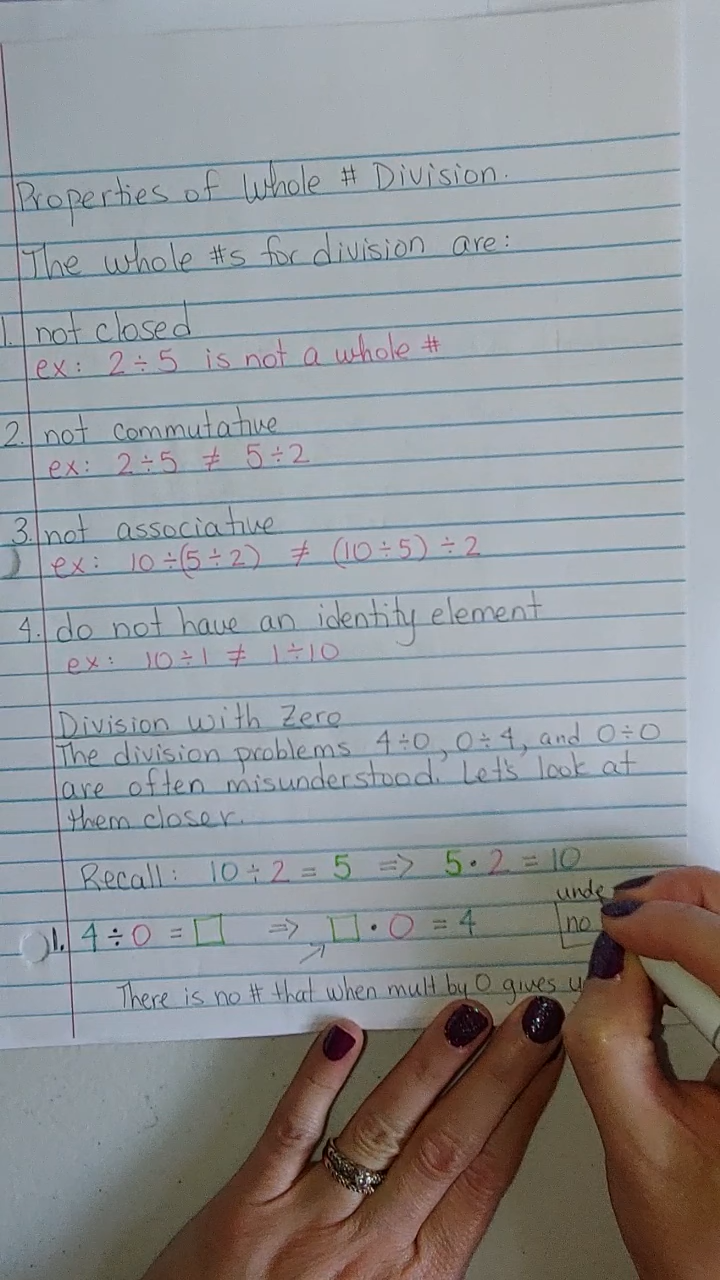 Properties of Whole # Division.
The whole #s for division are:
1. not closed
ex: 2÷5 is not a whole #
2. not commutative
ex: 2÷5 ≠ 5÷2
3. not associative
ex: 10÷(5÷2) ≠ (10÷5)÷2
4. do not have an identity element
ex: 10÷1 ≠ 1÷10
Division with Zero
The division problems 4÷0, 0÷4, and 0÷0
are often misunderstood. Let's look at
them closer.
Recall: 10÷2=5 => 5·2=10
unde
1. 4÷0=□ => □·0=4 no
There is no # that when mult by 0 gives